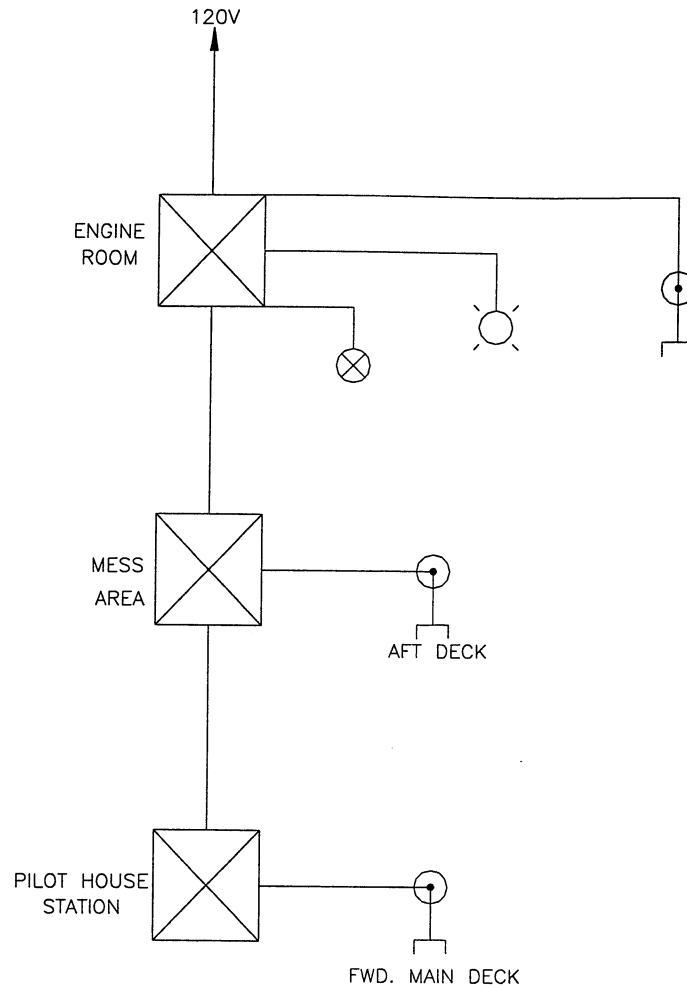 120V
ENGINE
ROOM
MESS
AREA
AFT DECK
PILOT HOUSE
STATION
FWD. MAIN DECK